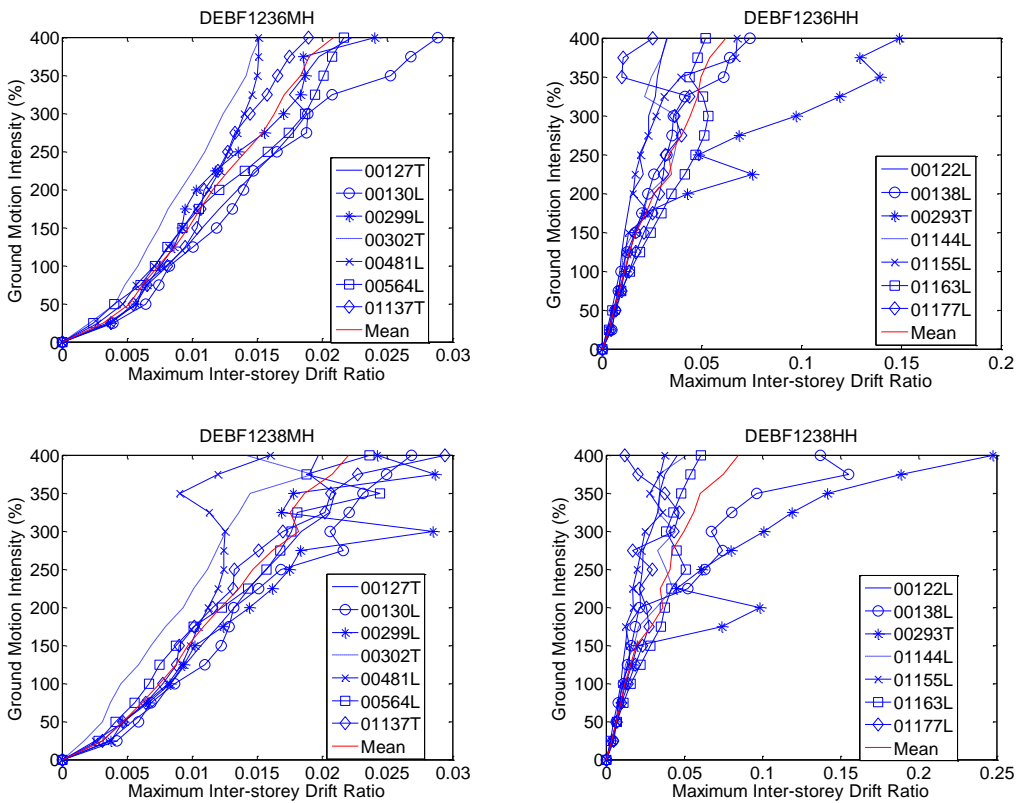 DEBF1236MH
400
350
300
250
200
150
100
50
0
Ground Motion Intensity (%)
0 0.005 0.01 0.015 0.02 0.025 0.03
Maximum Inter-storey Drift Ratio
00127T
00130L
00299L
00302T
00481L
00564L
01137T
Mean
DEBF1236HH
400
350
300
250
200
150
100
50
0
Ground Motion Intensity (%)
0 0.05 0.1 0.15 0.2
Maximum Inter-storey Drift Ratio
00122L
00138L
00293T
01144L
01155L
01163L
01177L
Mean
DEBF1238MH
400
350
300
250
200
150
100
50
0
Ground Motion Intensity (%)
0 0.005 0.01 0.015 0.02 0.025 0.03
Maximum Inter-storey Drift Ratio
00127T
00130L
00299L
00302T
00481L
00564L
01137T
Mean
DEBF1238HH
400
350
300
250
200
150
100
50
0
Ground Motion Intensity (%)
0 0.05 0.1 0.15 0.2 0.25
Maximum Inter-storey Drift Ratio
00122L
00138L
00293T
01144L
01155L
01163L
01177L
Mean